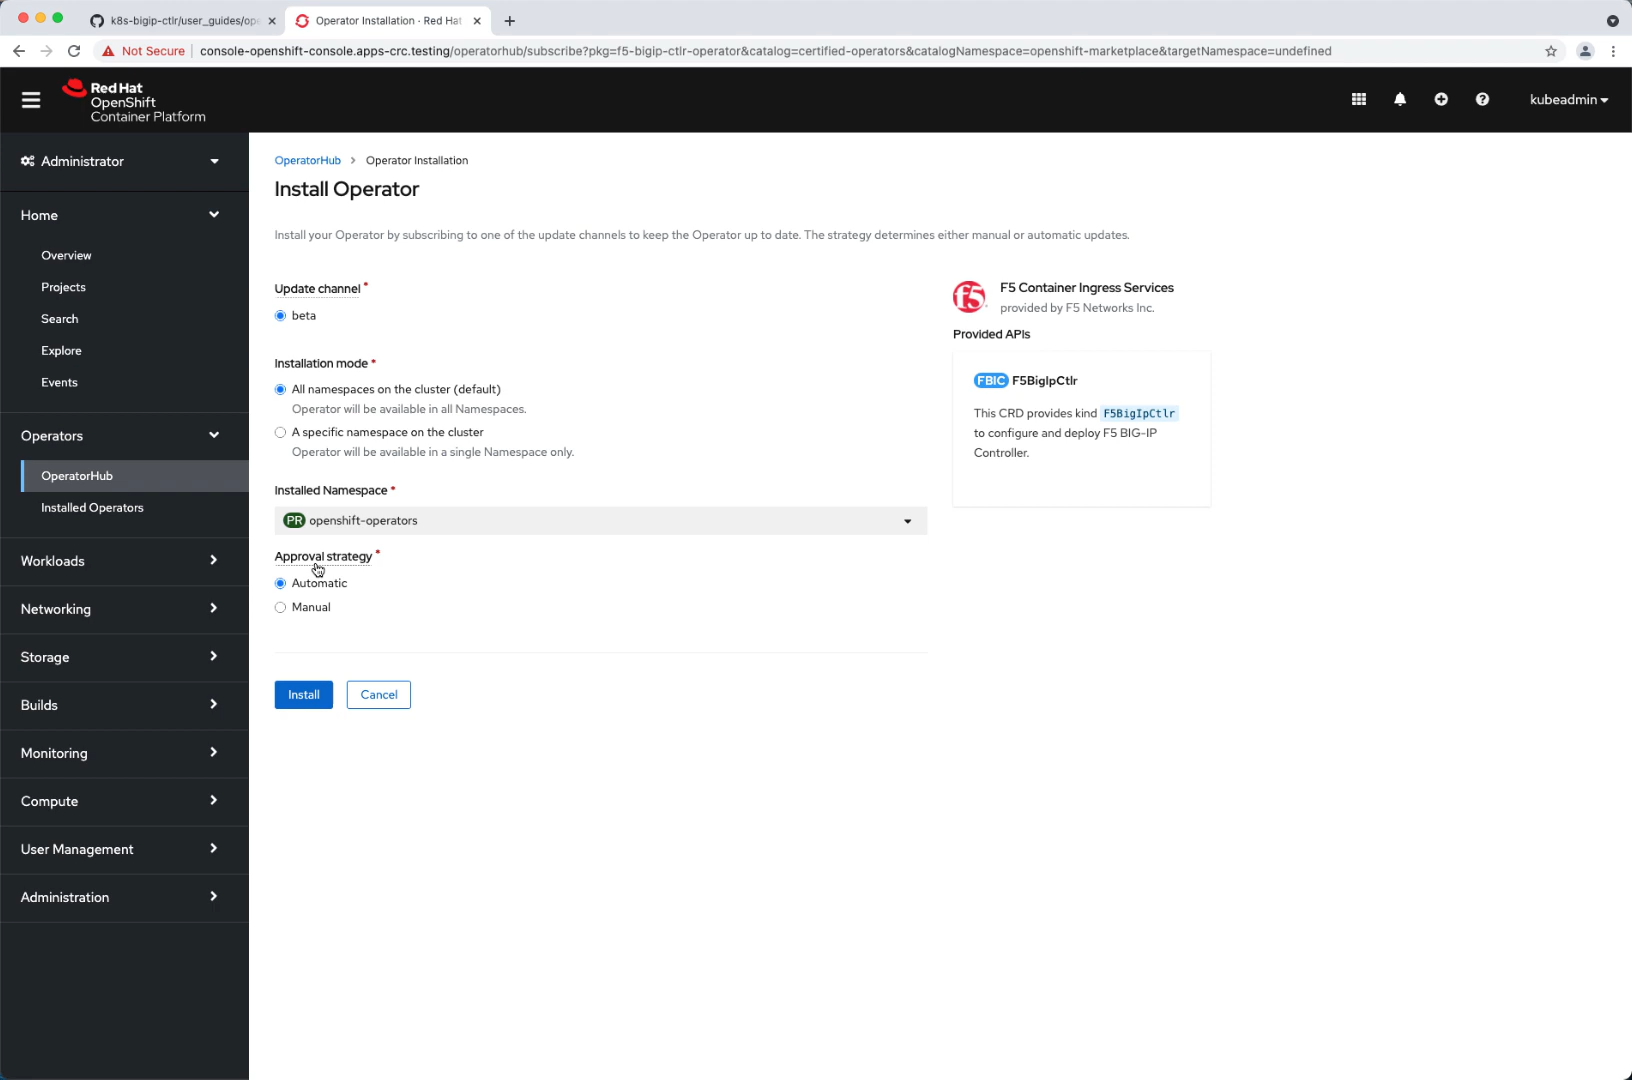 k8s-bigip-ctlr/user_guides/ope
Operator Installation · Red Hat
Not Secure
console-openshift-console.apps-crc.testing/operatorhub/subscribe?pkg=f5-bigip-ctlr-operator&catalog=certified-operators&catalogNamespace=openshift-marketplace&targetNamespace=undefined
Red Hat
OpenShift
Container Platform
kubeadmin
Administrator
Home
Overview
Projects
Search
Explore
Events
Operators
OperatorHub
Installed Operators
Workloads
Networking
Storage
Builds
Monitoring
Compute
User Management
Administration
OperatorHub > Operator Installation
Install Operator
Install your Operator by subscribing to one of the update channels to keep the Operator up to date. The strategy determines either manual or automatic updates.
Update channel *
beta
Installation mode *
All namespaces on the cluster (default)
Operator will be available in all Namespaces.
A specific namespace on the cluster
Operator will be available in a single Namespace only.
Installed Namespace *
PR openshift-operators
Approval strategy *
Automatic
Manual
Install
Cancel
f5
F5 Container Ingress Services
provided by F5 Networks Inc.
Provided APIs
FBIC F5BigIpCtlr
This CRD provides kind F5BigIpCtlr
to configure and deploy F5 BIG-IP
Controller.